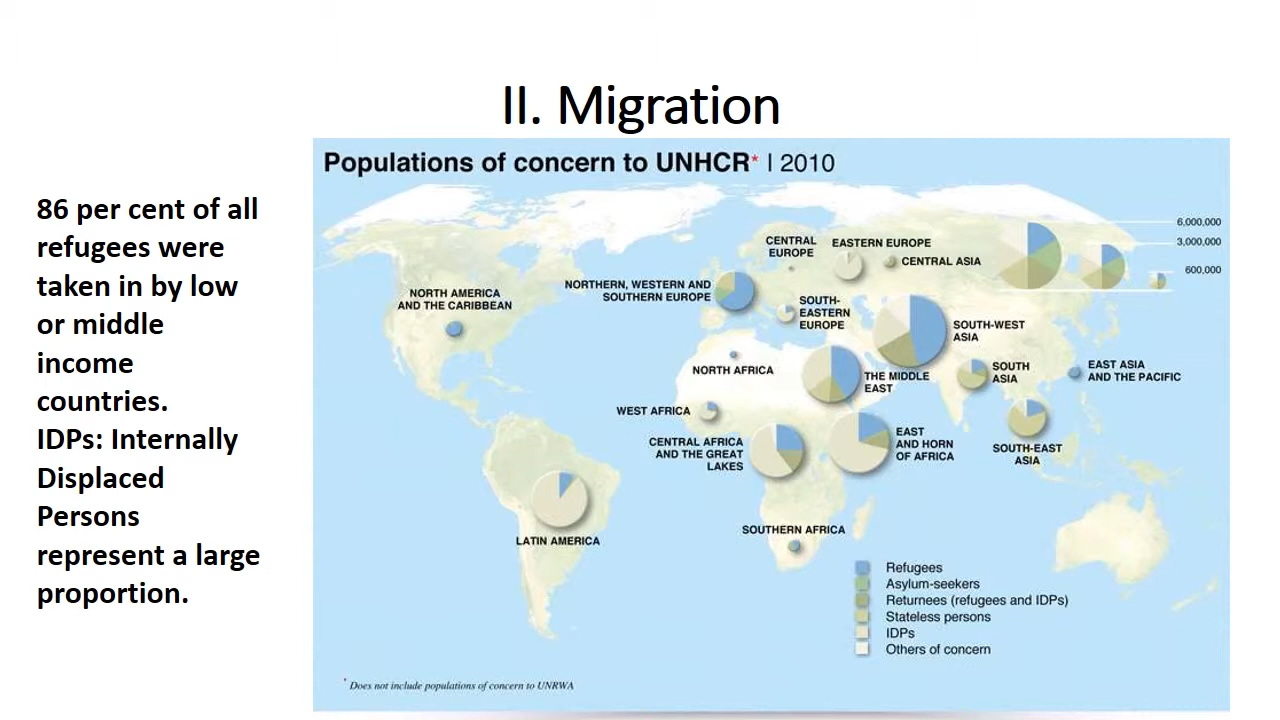 II. Migration
86 per cent of all
refugees were
taken in by low
or middle
income
countries.
IDPs: Internally
Displaced
Persons
represent a large
proportion.
Populations of concern to UNHCR* | 2010
6,000,000
3,000,000
600,000
CENTRAL
EUROPE
EASTERN EUROPE
CENTRAL ASIA
NORTHERN, WESTERN AND
SOUTHERN EUROPE
NORTH AMERICA
AND THE CARIBBEAN
SOUTH-
EASTERN
EUROPE
SOUTH-WEST
ASIA
NORTH AFRICA
THE MIDDLE
EAST
SOUTH
ASIA
EAST ASIA
AND THE PACIFIC
WEST AFRICA
CENTRAL AFRICA
AND THE GREAT
LAKES
EAST
AND HORN
OF AFRICA
SOUTH-EAST
ASIA
LATIN AMERICA
SOUTHERN AFRICA
Refugees
Asylum-seekers
Returnees (refugees and IDPs)
Stateless persons
IDPs
Others of concern
* Does not include populations of concern to UNRWA